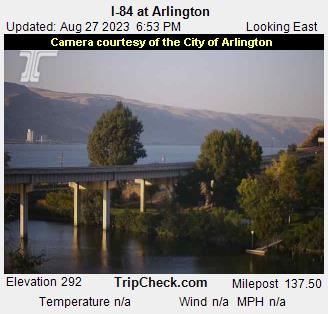 I-84 at Arlington
Updated: Aug 27 2023 6:53 PM Looking East
Camera courtesy of the City of Arlington
Elevation 292 TripCheck.com Milepost 137.50
Temperature n/a Wind n/a MPH n/a